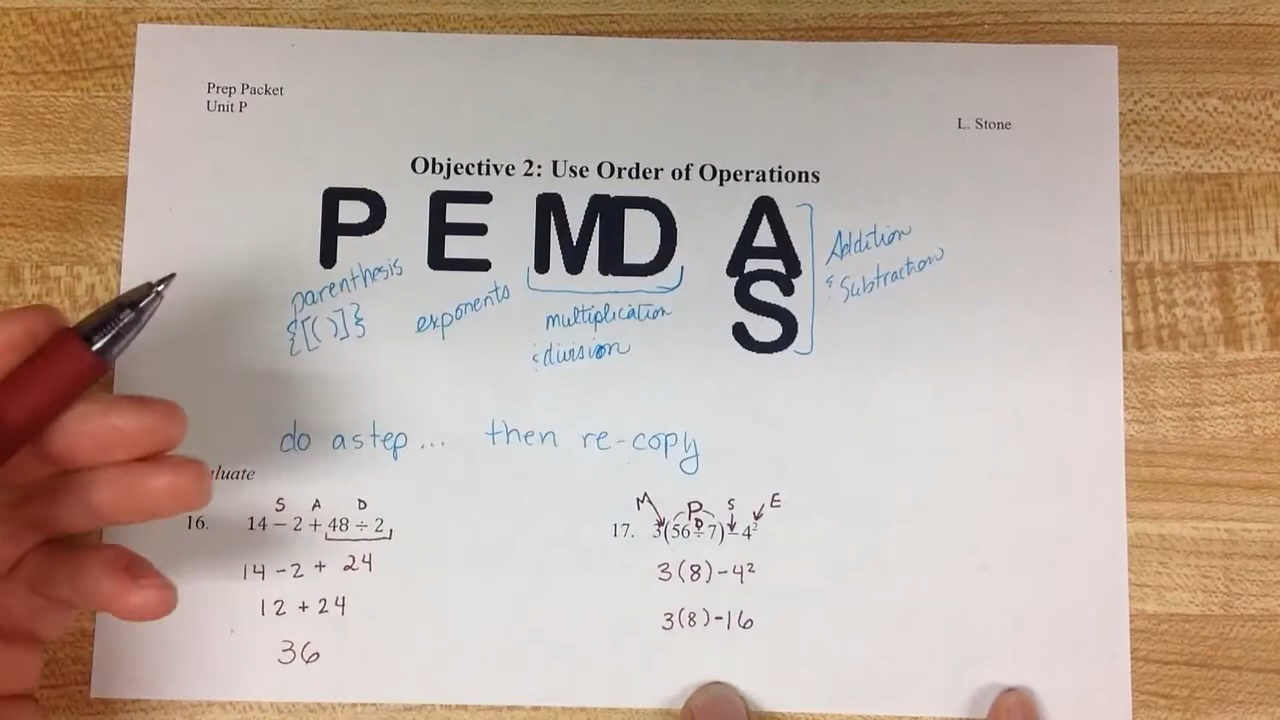 Prep Packet
Unit P
L. Stone
Objective 2: Use Order of Operations
P E MD A
S
parenthesis
{[()]}
exponents
multiplication
& division
Addition
& Subtraction
do a step... then re-copy
S A D
16. 14 – 2 + 48 ÷ 2
14 - 2 + 24
12 + 24
36
M P D S E
17. 3(56 ÷ 7) – 4²
3(8) - 4²
3(8) - 16